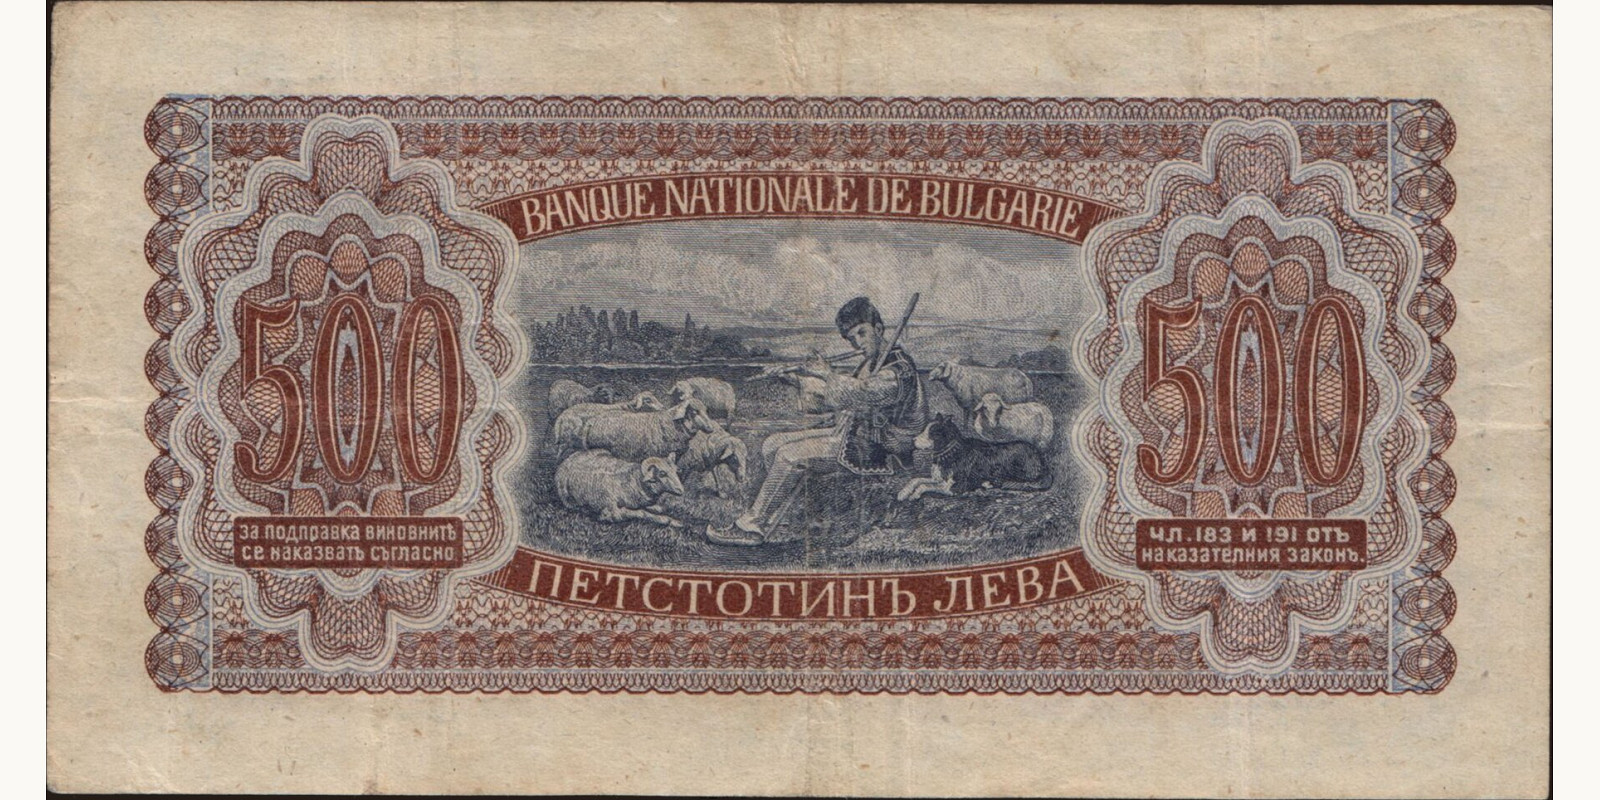 BANQUE NATIONALE DE BULGARIE
500
500
ЗА ПОДПРАВКА ВИНОВНИТѢ
СЕ НАКАЗВАТЪ СЪГЛАСНО
ЧЛ. 183 И 191 ОТЪ
НАКАЗАТЕЛНИЯ ЗАКОНЪ.
ПЕТСТОТИНЪ ЛЕВА